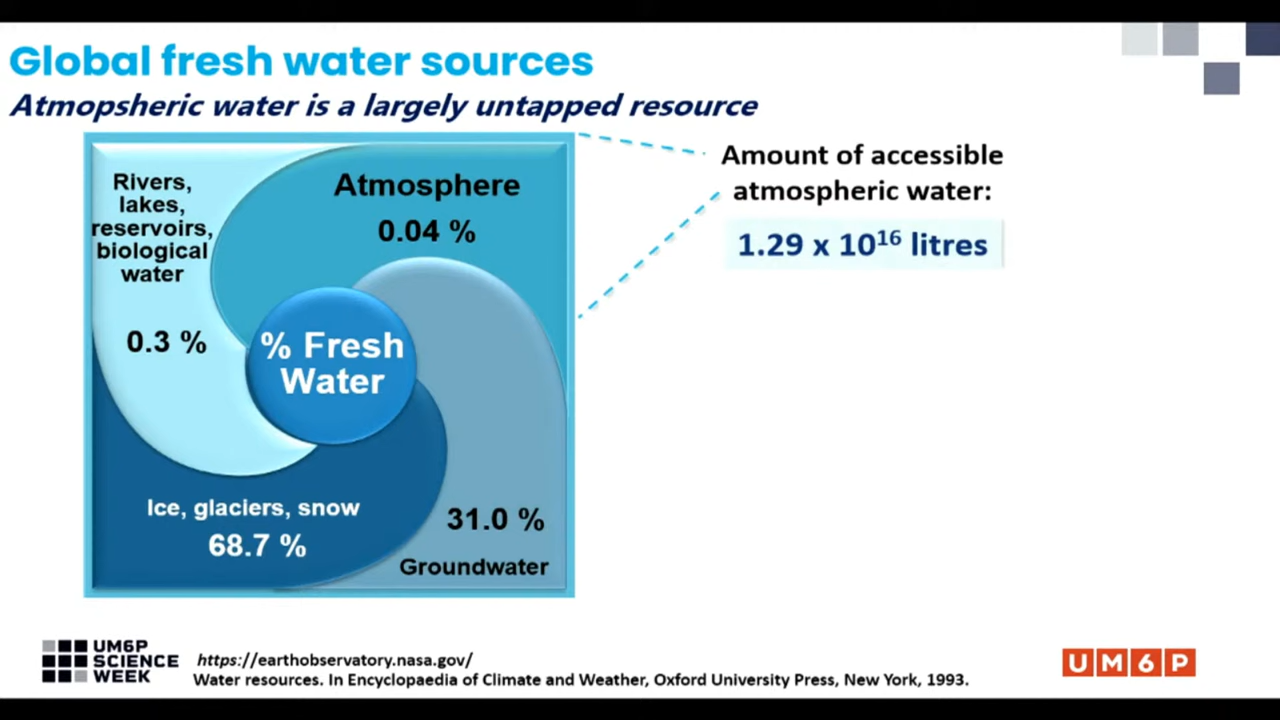 Global fresh water sources
Atmopsheric water is a largely untapped resource
Rivers,
lakes,
reservoirs,
biological
water
0.3 %
Atmosphere
0.04 %
% Fresh
Water
Ice, glaciers, snow
68.7 %
31.0 %
Groundwater
Amount of accessible
atmospheric water:
1.29 x 10¹⁶ litres
UM6P
SCIENCE
WEEK
https://earthobservatory.nasa.gov/
Water resources. In Encyclopaedia of Climate and Weather, Oxford University Press, New York, 1993.
UM6P